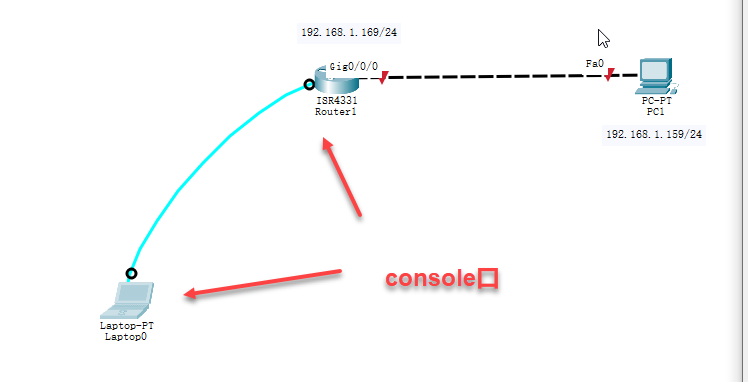 192.168.1.169/24
Gig0/0/0
Fa0
ISR4331
Router1
PC-PT
PC1
192.168.1.159/24
console口
Laptop-PT
Laptop0